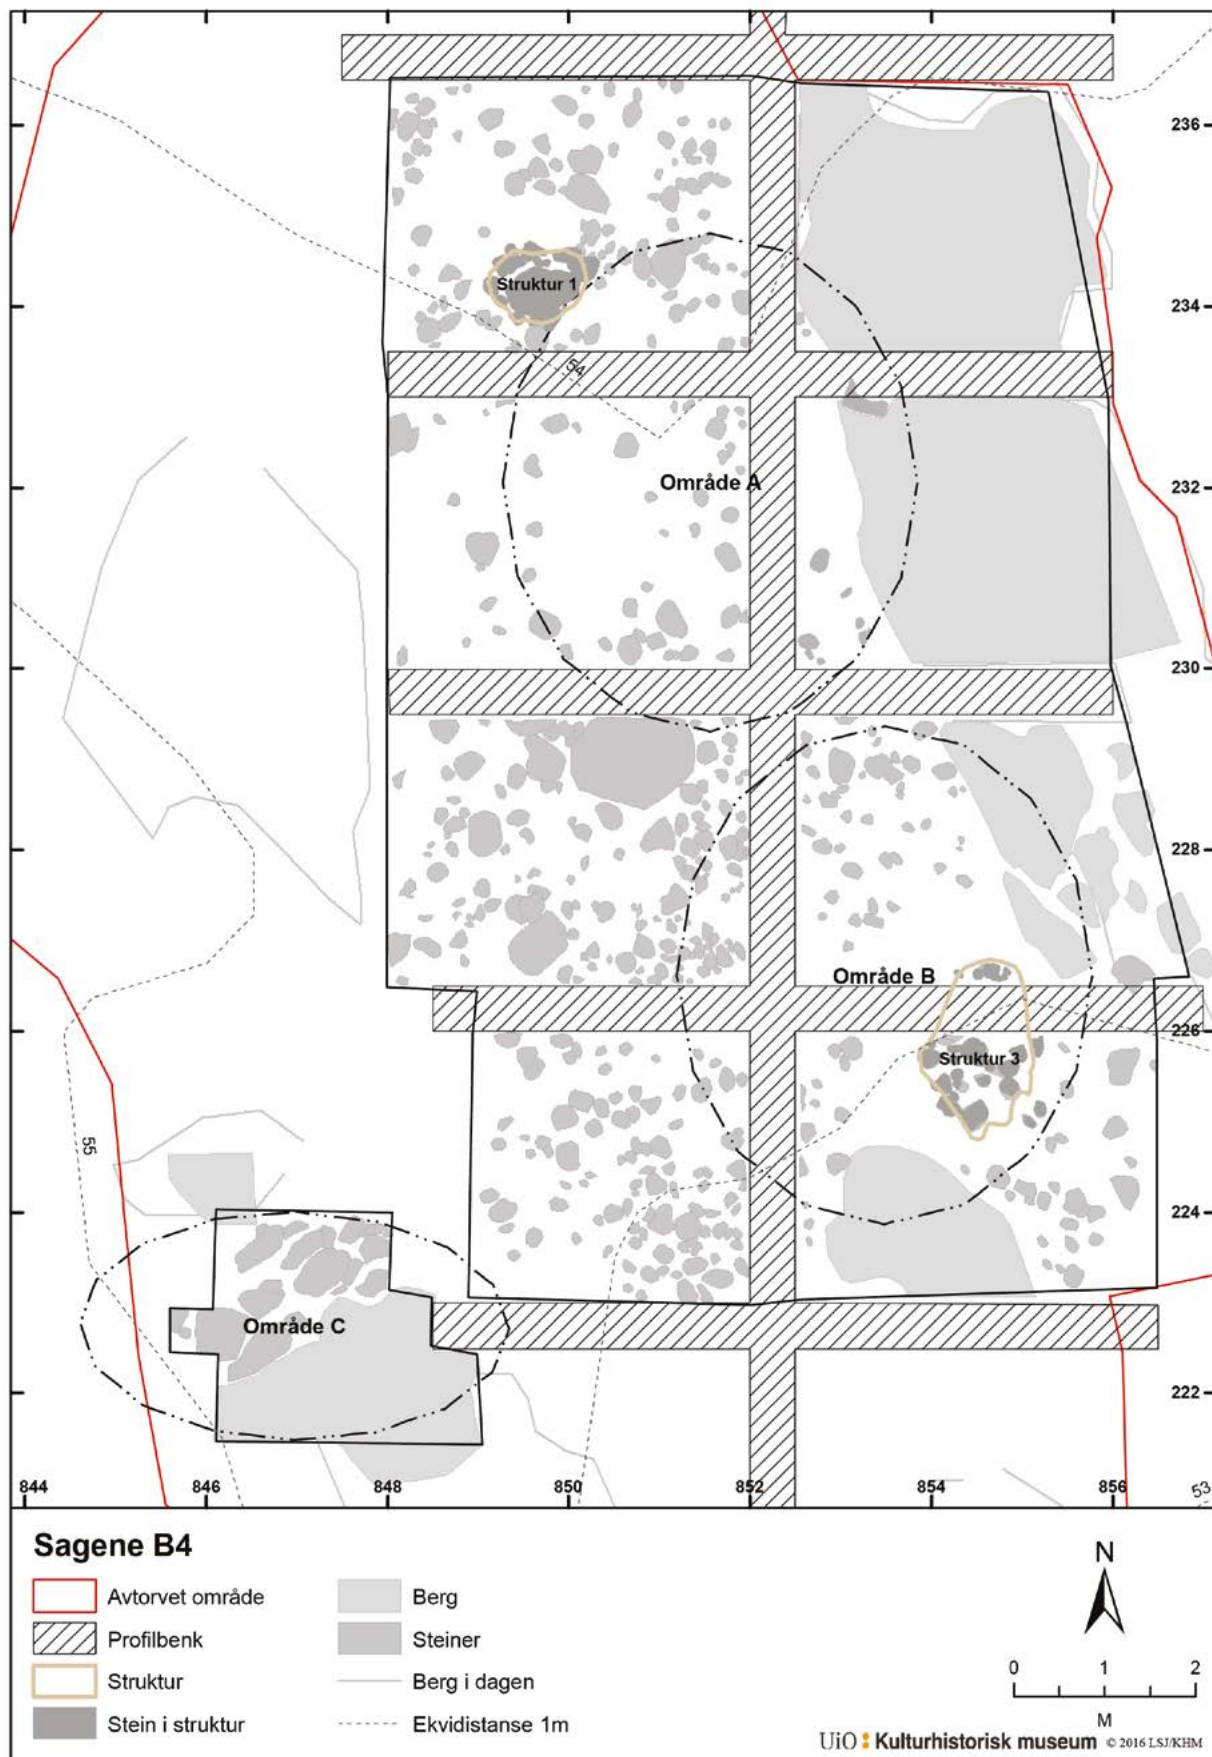 236
Struktur 1
234
54
Område A
232
230
228
Område B
226
Struktur 3
55
224
Område C
222
844
846
848
850
852
854
856
53
Sagene B4
Avtorvet område
Profilbenk
Struktur
Stein i struktur
Berg
Steiner
Berg i dagen
Ekvidistanse 1m
N
0 1 2
M
UiO Kulturhistorisk museum © 2016 LSJ/KHM